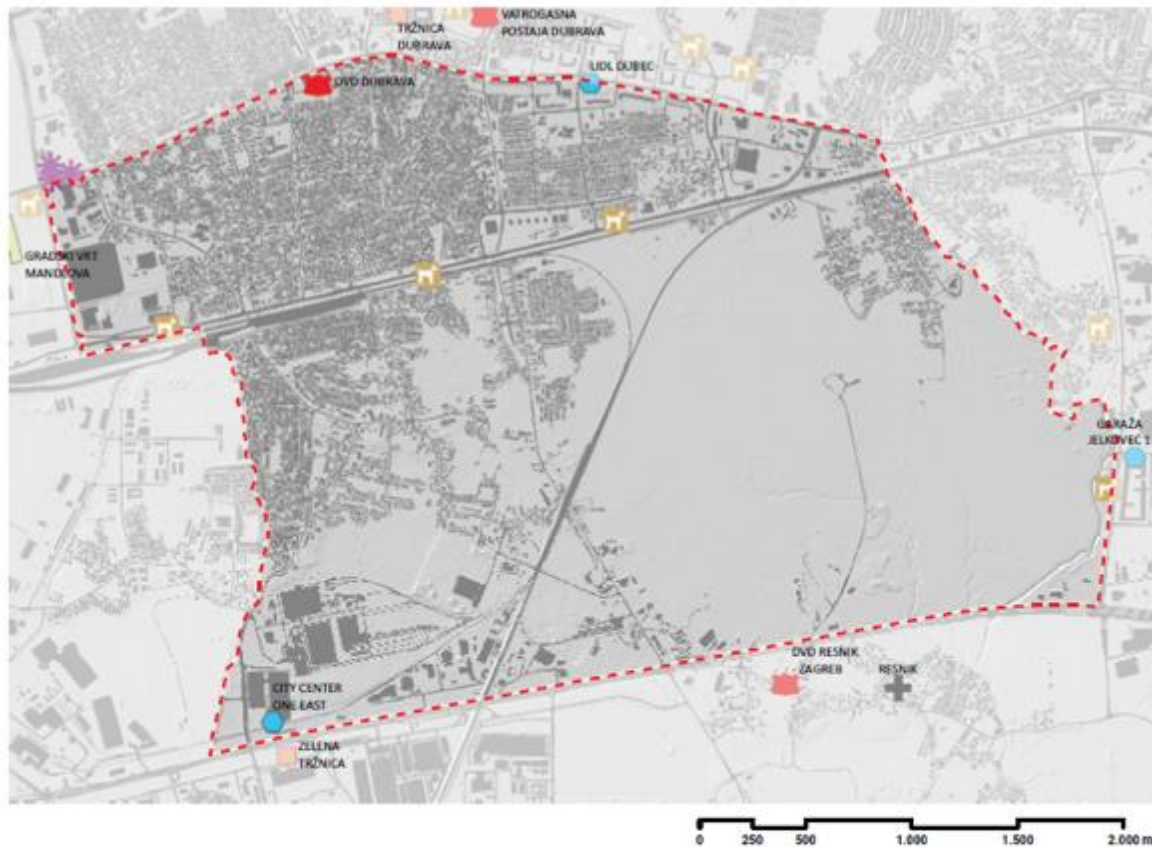 TRŽNICA
DUBRAVA
VATROGASNA
POSTAJA DUBRAVA
LIDL DUBEC
DVD DUBRAVA
GRADSKI VRT
MANDLOVA
GARAŽA
JELKOVEC 1
DVD RESNIK
- ZAGREB
RESNIK
CITY CENTER
ONE EAST
ZELENA
TRŽNICA
0 250 500 1.000 1.500 2.000 m